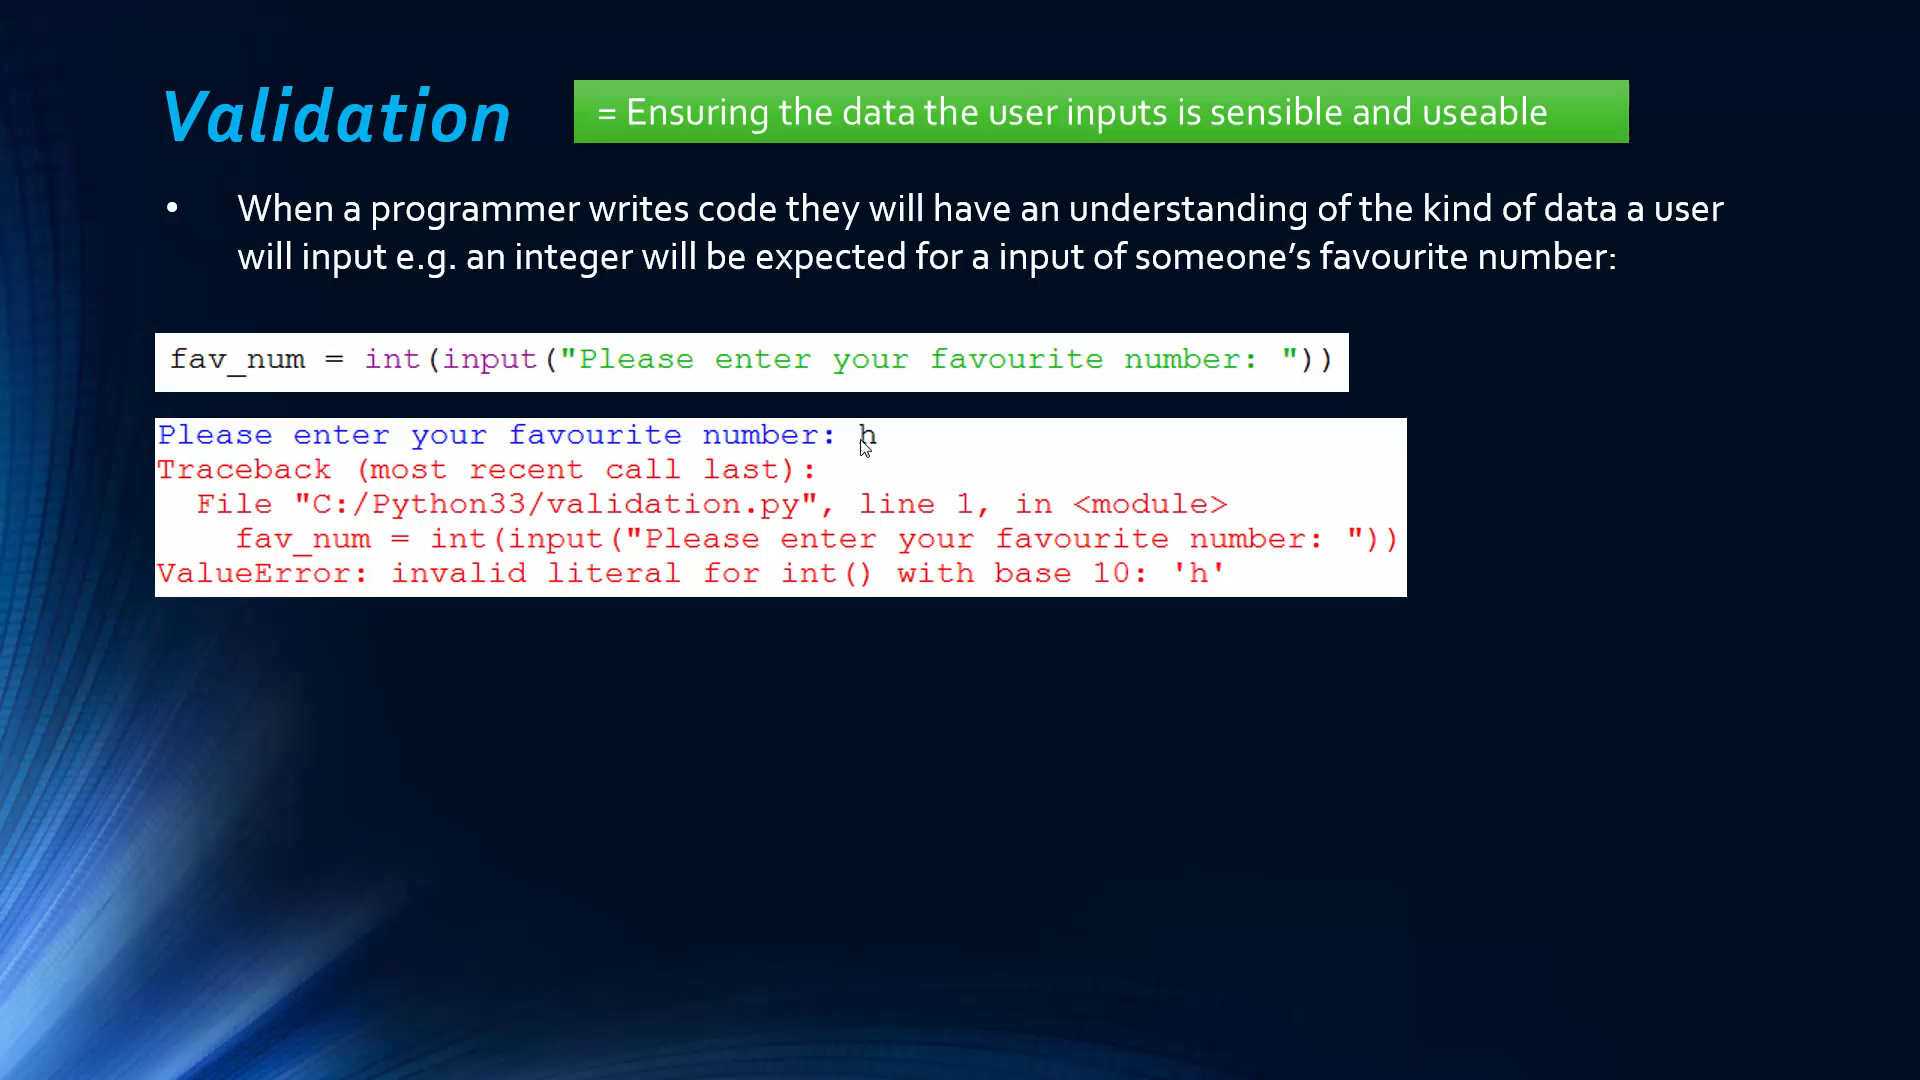 Validation
= Ensuring the data the user inputs is sensible and useable
• When a programmer writes code they will have an understanding of the kind of data a user
will input e.g. an integer will be expected for a input of someone’s favourite number:
fav_num = int(input("Please enter your favourite number: "))
Please enter your favourite number: h
Traceback (most recent call last):
  File "C:/Python33/validation.py", line 1, in <module>
    fav_num = int(input("Please enter your favourite number: "))
ValueError: invalid literal for int() with base 10: 'h'